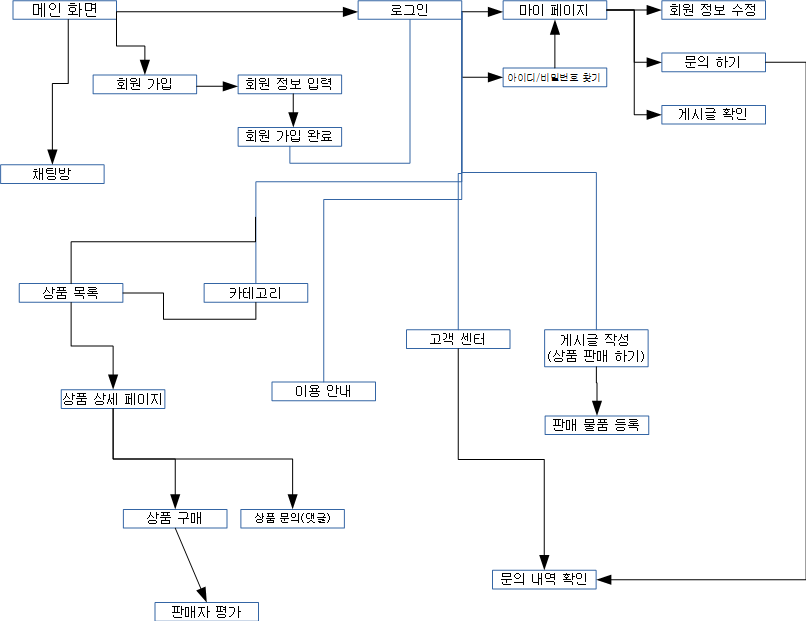 메인 화면
로그인
마이 페이지
회원 정보 수정
회원 가입
회원 정보 입력
아이디/비밀번호 찾기
문의 하기
회원 가입 완료
게시글 확인
채팅방
상품 목록
카테고리
고객 센터
게시글 작성
(상품 판매 하기)
이용 안내
상품 상세 페이지
판매 물품 등록
상품 구매
상품 문의(댓글)
문의 내역 확인
판매자 평가